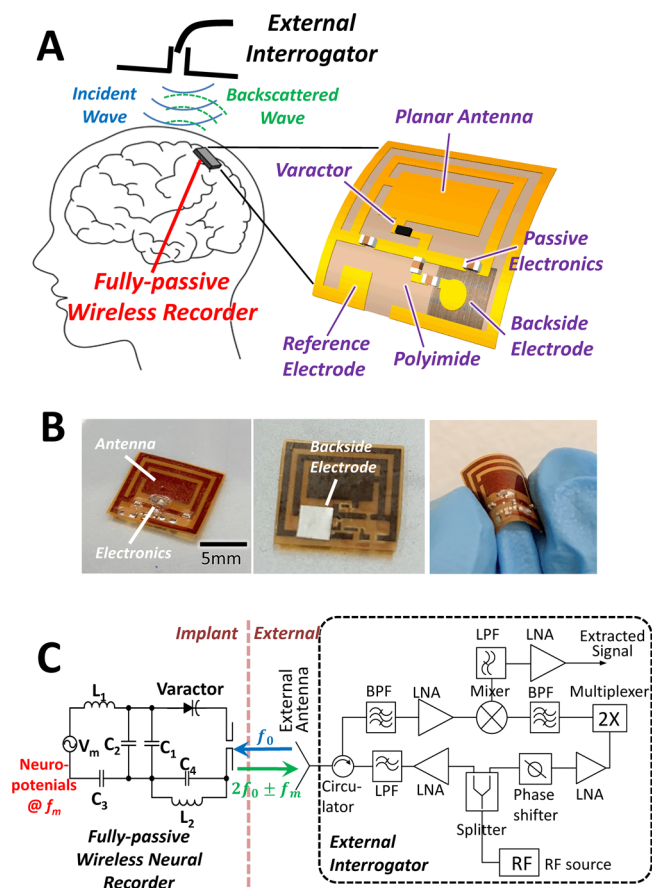 A
External
Interrogator
Incident
Wave
Backscattered
Wave
Planar Antenna
Varactor
Passive
Electronics
Fully-passive
Wireless Recorder
Reference
Electrode
Polyimide
Backside
Electrode
B
Antenna
Electronics
5mm
Backside
Electrode
C
Implant
External
L1
Varactor
Vm
C2
C1
C3
C4
L2
Neuro-
potenials
@ fm
Fully-passive
Wireless Neural
Recorder
f0
2f0 ± fm
External
Antenna
LPF
LNA
Extracted
Signal
BPF
LNA
Mixer
BPF
Multiplexer
2X
Circu-
lator
LPF
LNA
Splitter
Phase
shifter
LNA
RF
RF source
External
Interrogator